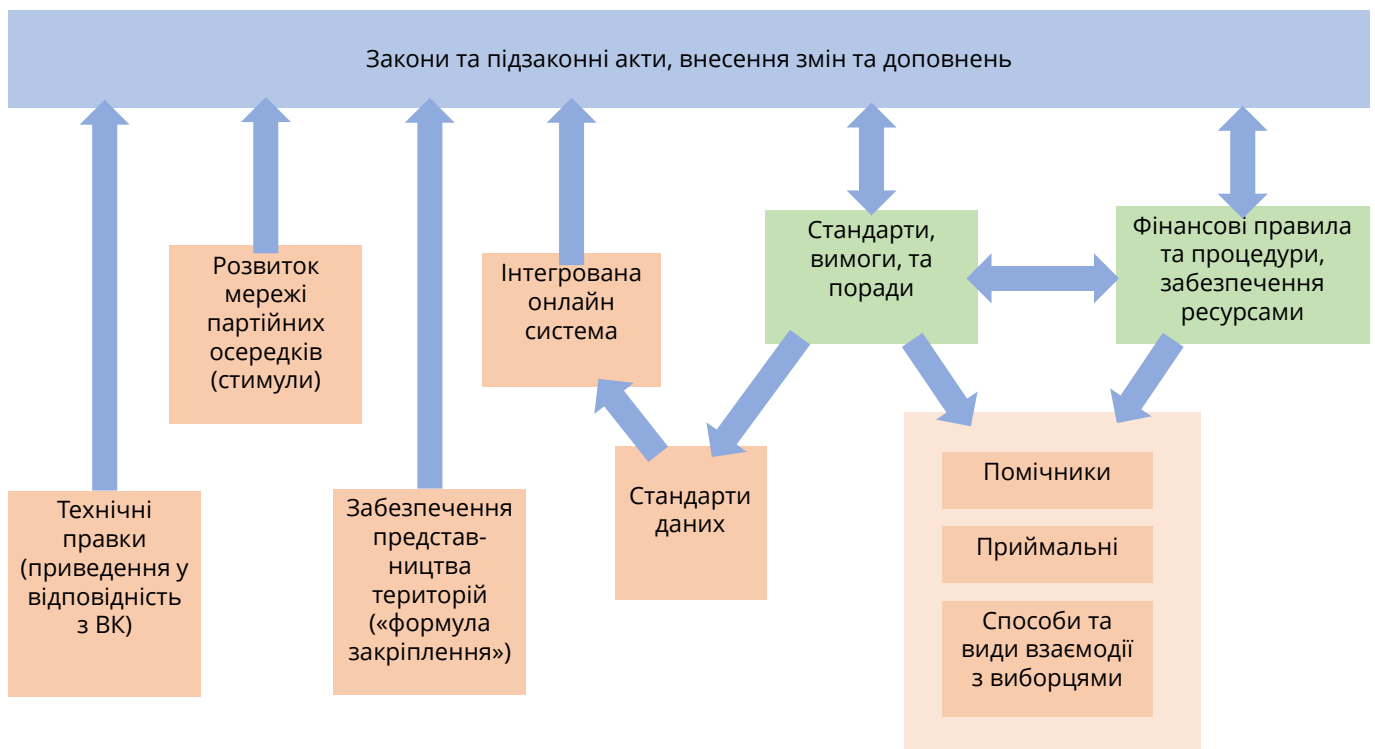 Закони та підзаконні акти, внесення змін та доповнень
Розвиток
мережі
партійних
осередків
(стимули)
Інтегрована
онлайн
система
Стандарти,
вимоги, та
поради
Фінансові правила
та процедури,
забезпечення
ресурсами
Технічні
правки
(приведення у
відповідність
з ВК)
Забезпечення
представ-
ництва
територій
(«формула
закріплення»)
Стандарти
даних
Помічники
Приймальні
Способи та
види взаємодії
з виборцями